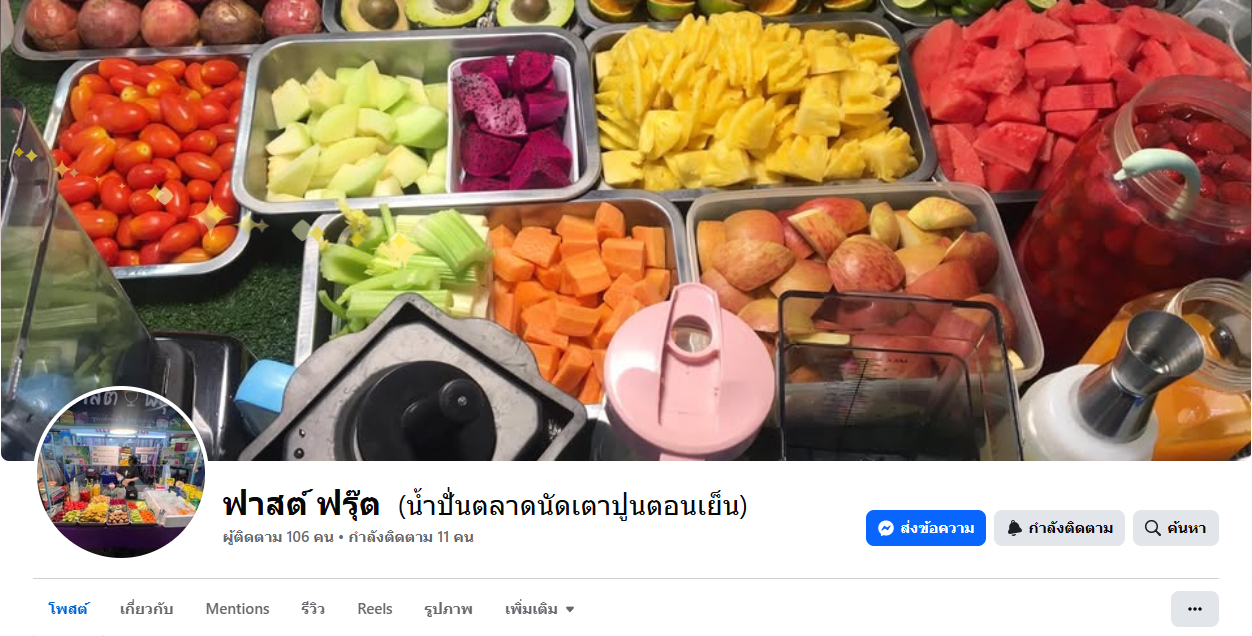 ฟาสต์ ฟรุ๊ต (น้ำปั่นตลาดนัดเตาปูนตอนเย็น)
ผู้ติดตาม 106 คน • กำลังติดตาม 11 คน
ส่งข้อความ
กำลังติดตาม
ค้นหา
โพสต์ เกี่ยวกับ Mentions รีวิว Reels รูปภาพ เพิ่มเติม